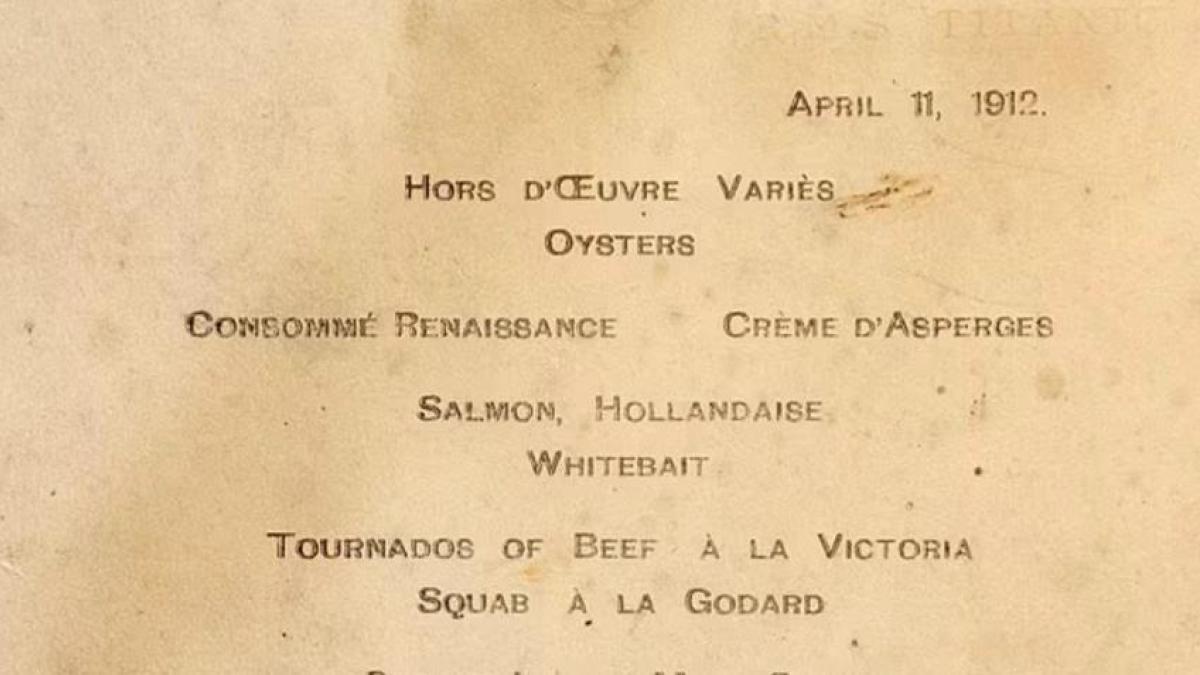 R.M.S. TITANIC
APRIL 11, 1912.
HORS D'ŒUVRE VARIÈS
OYSTERS
CONSOMMÉ RENAISSANCE CRÈME D'ASPERGES
SALMON, HOLLANDAISE
WHITEBAIT
TOURNADOS OF BEEF À LA VICTORIA
SQUAB À LA GODARD